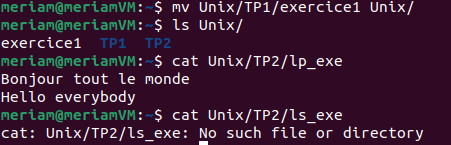 meriam@meriamVM:~$ mv Unix/TP1/exercice1 Unix/
meriam@meriamVM:~$ ls Unix/
exercice1  TP1  TP2
meriam@meriamVM:~$ cat Unix/TP2/lp_exe
Bonjour tout le monde
Hello everybody
meriam@meriamVM:~$ cat Unix/TP2/ls_exe
cat: Unix/TP2/ls_exe: No such file or directory